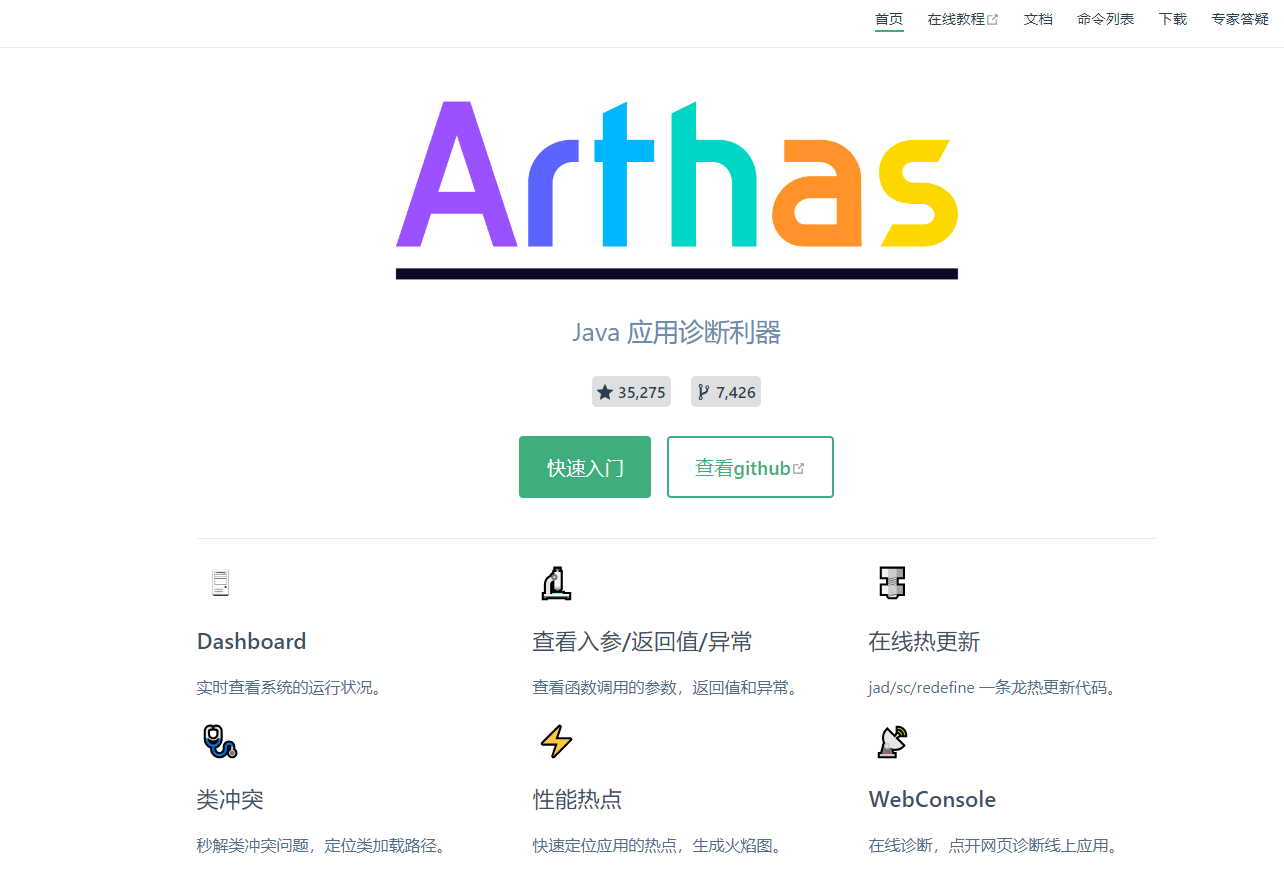 首页 在线教程 文档 命令列表 下载 专家答疑
Arthas
Java 应用诊断利器
35,275 7,426
快速入门 查看github
Dashboard
实时查看系统的运行状况。
查看入参/返回值/异常
查看函数调用的参数，返回值和异常。
在线热更新
jad/sc/redefine 一条龙热更新代码。
类冲突
秒解类冲突问题，定位类加载路径。
性能热点
快速定位应用的热点，生成火焰图。
WebConsole
在线诊断，点开网页诊断线上应用。